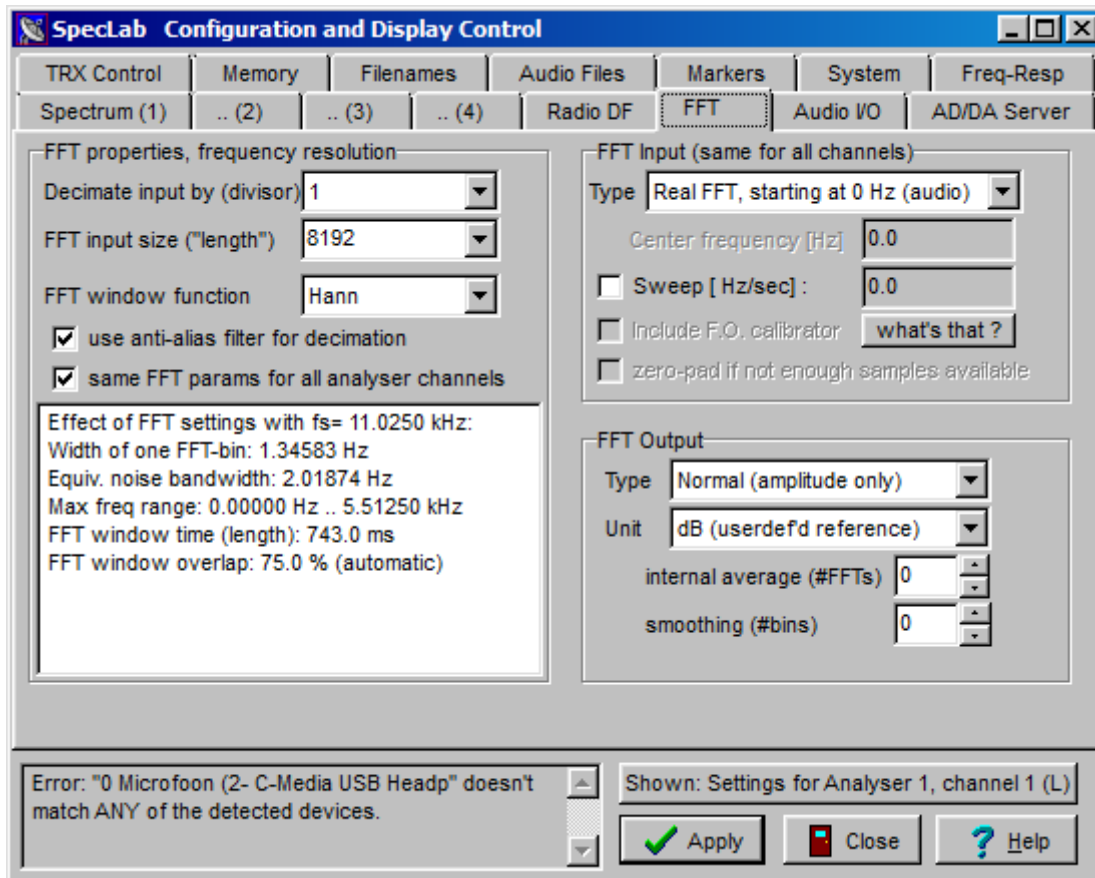 SpecLab   Configuration and Display Control
TRX Control
Memory
Filenames
Audio Files
Markers
System
Freq-Resp
Spectrum (1)
.. (2)
.. (3)
.. (4)
Radio DF
FFT
Audio I/O
AD/DA Server
FFT properties, frequency resolution
Decimate input by (divisor) 1
FFT input size ("length") 8192
FFT window function Hann
use anti-alias filter for decimation
same FFT params for all analyser channels
Effect of FFT settings with fs= 11.0250 kHz:
Width of one FFT-bin: 1.34583 Hz
Equiv. noise bandwidth: 2.01874 Hz
Max freq range: 0.00000 Hz .. 5.51250 kHz
FFT window time (length): 743.0 ms
FFT window overlap: 75.0 % (automatic)
FFT Input (same for all channels)
Type Real FFT, starting at 0 Hz (audio)
Center frequency [Hz] 0.0
Sweep [ Hz/sec] : 0.0
Include F.O. calibrator what's that ?
zero-pad if not enough samples available
FFT Output
Type Normal (amplitude only)
Unit dB (userdef'd reference)
internal average (#FFTs) 0
smoothing (#bins) 0
Error: "0 Microfoon (2- C-Media USB Headp" doesn't
match ANY of the detected devices.
Shown: Settings for Analyser 1, channel 1 (L)
Apply
Close
Help